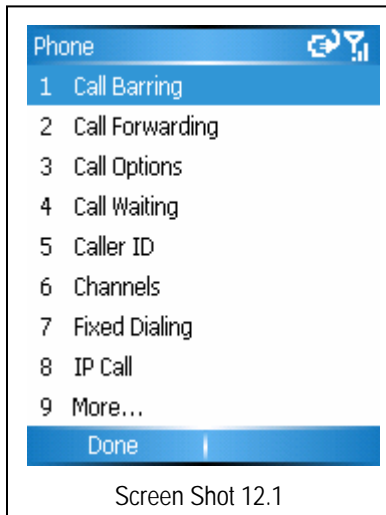 Phone
1 Call Barring
2 Call Forwarding
3 Call Options
4 Call Waiting
5 Caller ID
6 Channels
7 Fixed Dialing
8 IP Call
9 More...
Done
Screen Shot 12.1